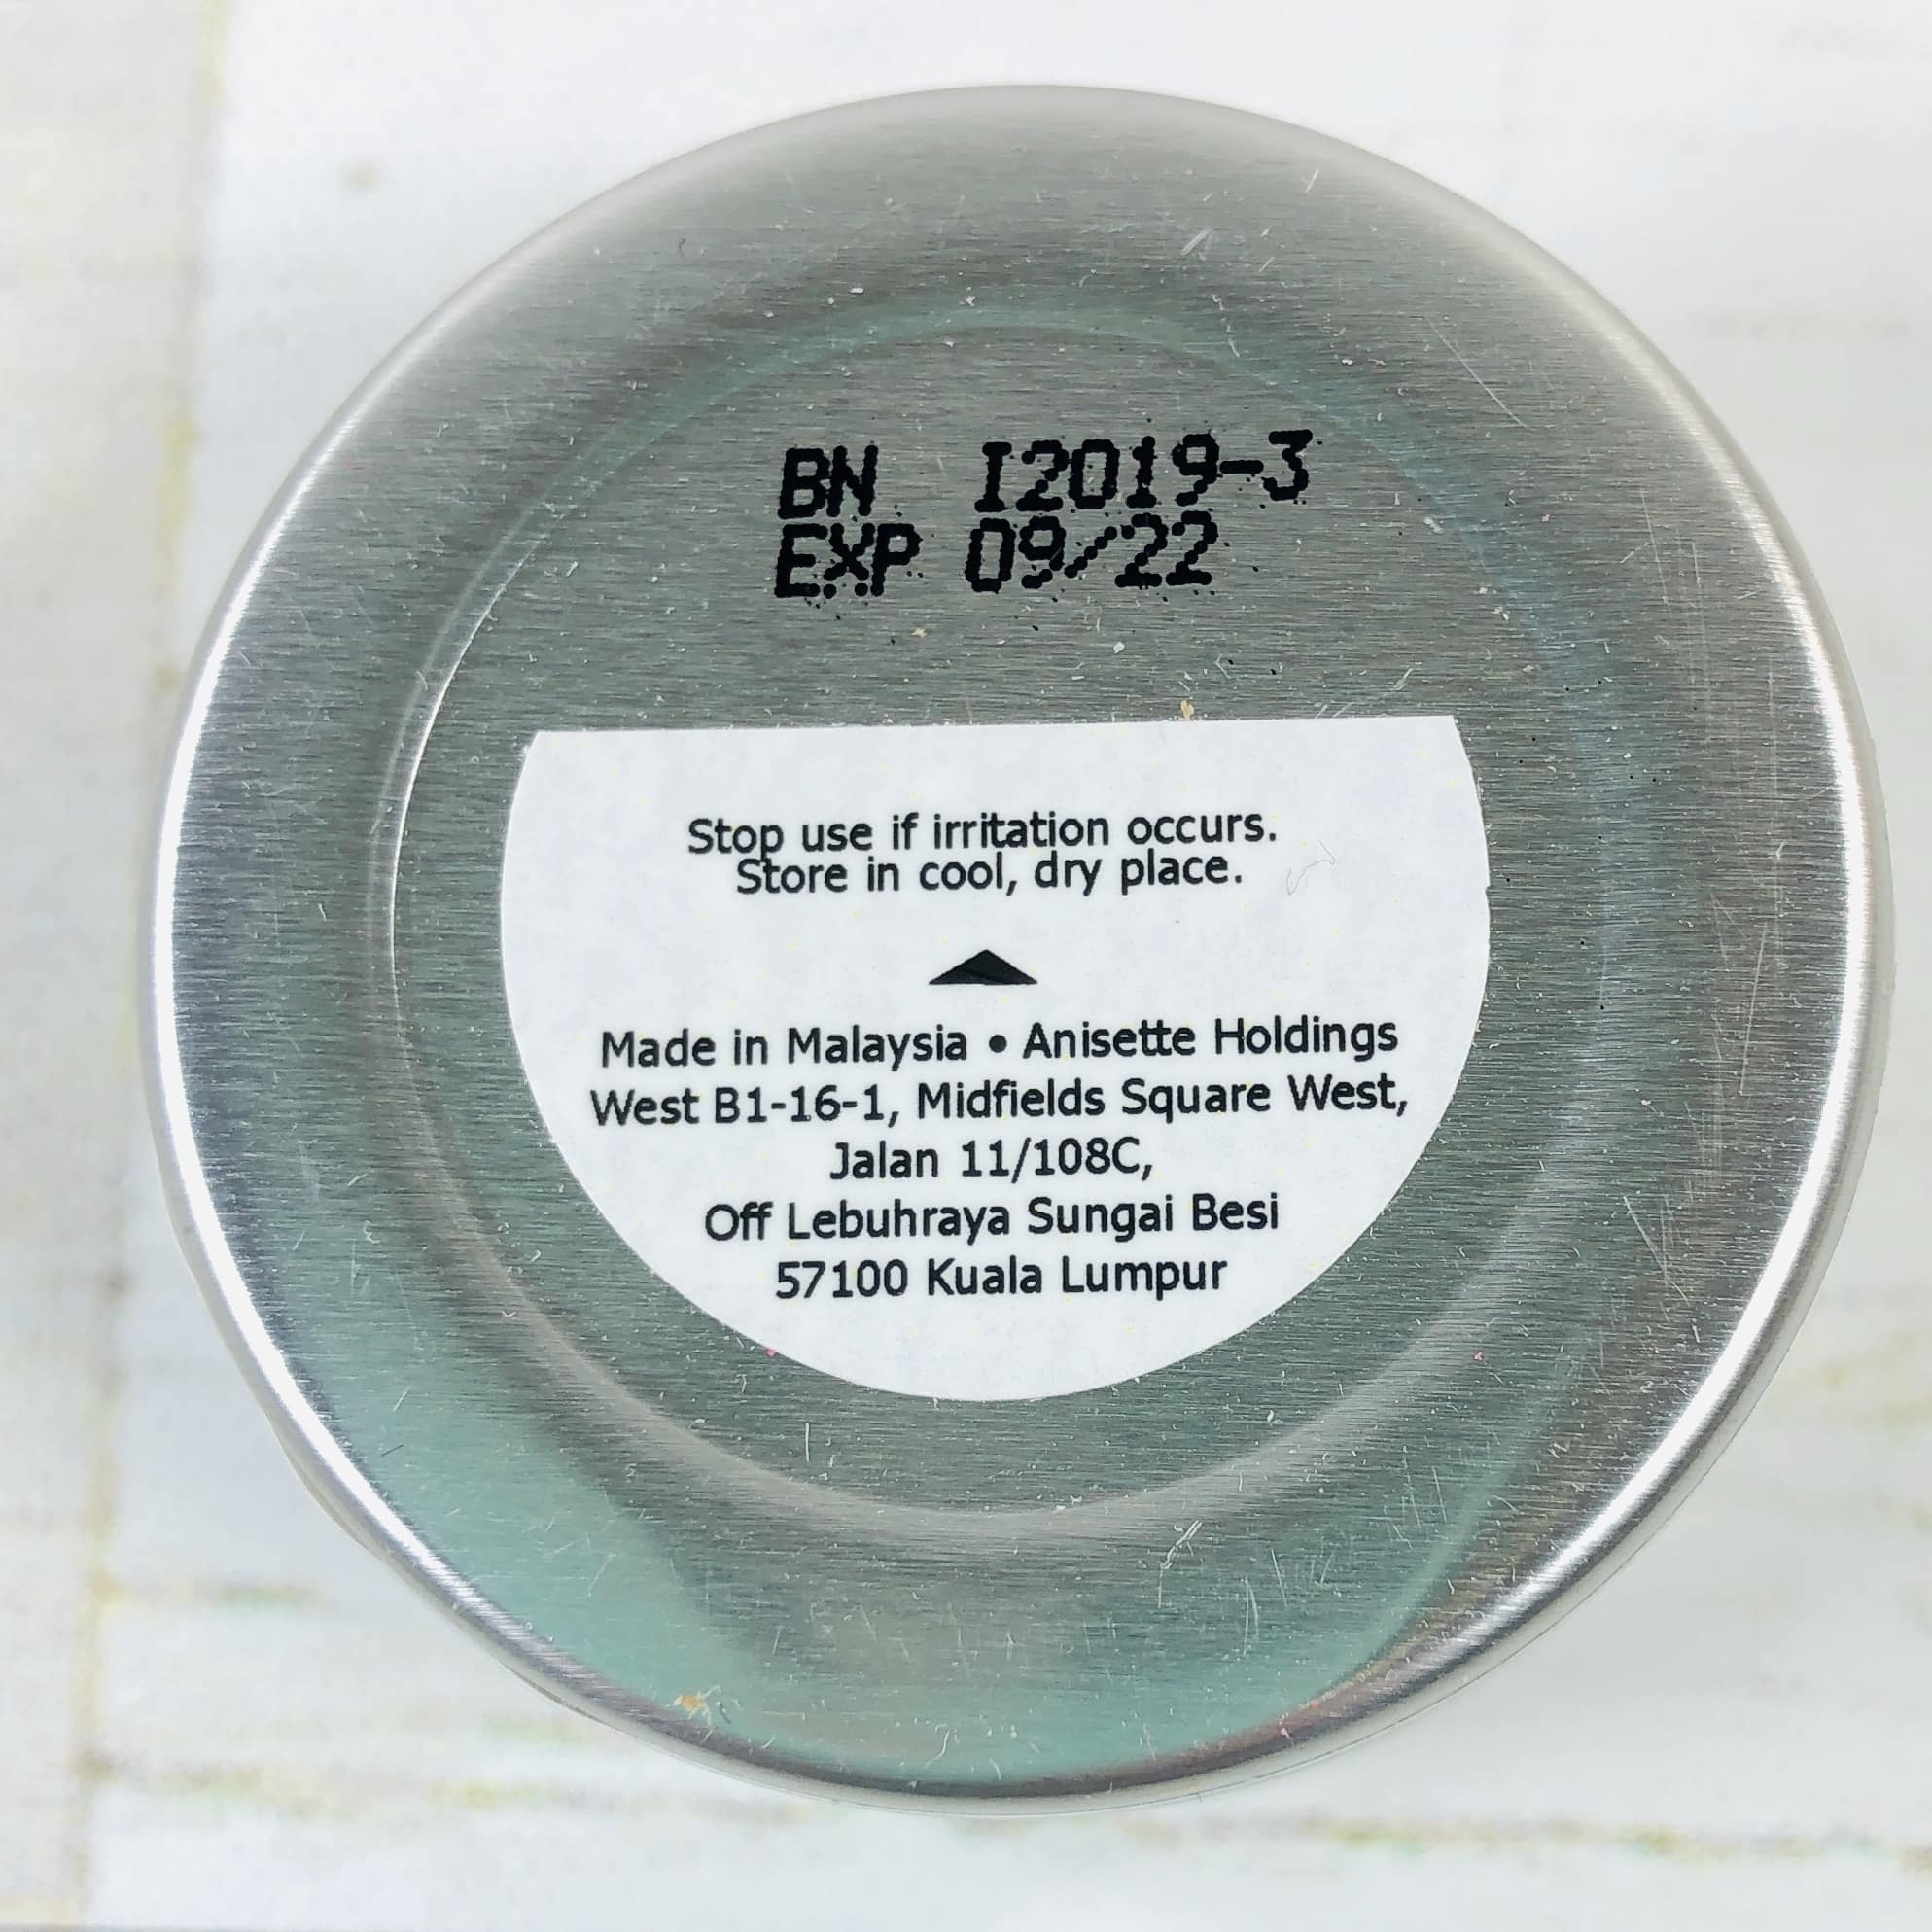 BN I2019-3
EXP 09/22
Stop use if irritation occurs.
Store in cool, dry place.
Made in Malaysia • Anisette Holdings
West B1-16-1, Midfields Square West,
Jalan 11/108C,
Off Lebuhraya Sungai Besi
57100 Kuala Lumpur